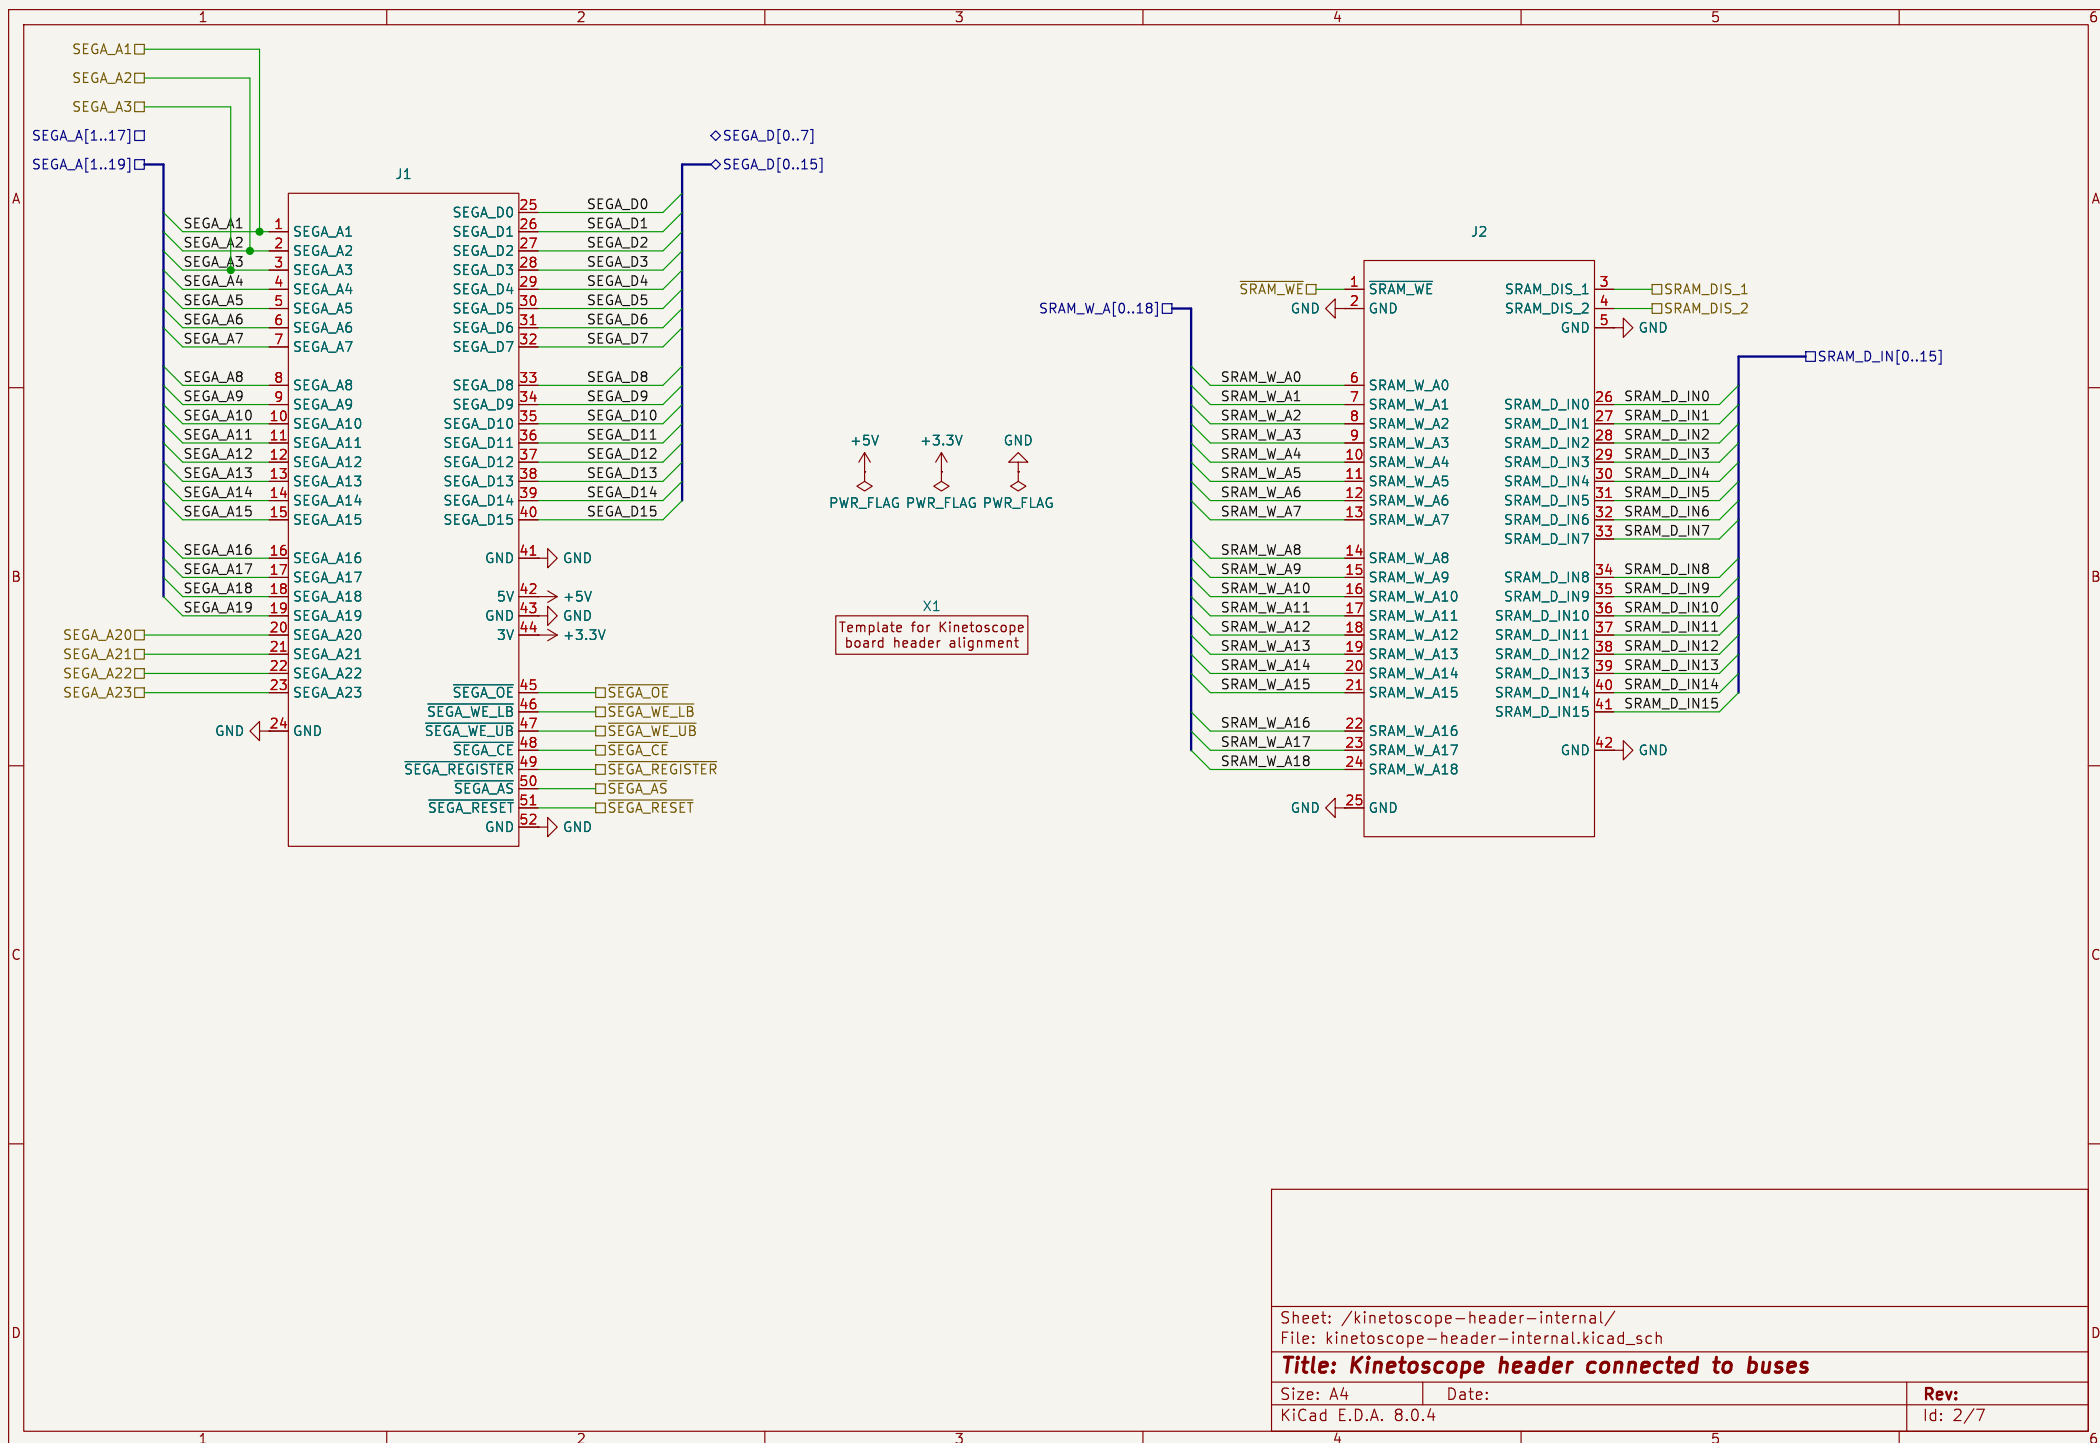 1 2 3 4 5 6
SEGA_A1
SEGA_A2
SEGA_A3
SEGA_A[1..17]
SEGA_A[1..19]
SEGA_D[0..7]
SEGA_D[0..15]
A
A
J1
SEGA_A1 1 SEGA_A1
SEGA_A2 2 SEGA_A2
SEGA_A3 3 SEGA_A3
SEGA_A4 4 SEGA_A4
SEGA_A5 5 SEGA_A5
SEGA_A6 6 SEGA_A6
SEGA_A7 7 SEGA_A7
SEGA_A8 8 SEGA_A8
SEGA_A9 9 SEGA_A9
SEGA_A10 10 SEGA_A10
SEGA_A11 11 SEGA_A11
SEGA_A12 12 SEGA_A12
SEGA_A13 13 SEGA_A13
SEGA_A14 14 SEGA_A14
SEGA_A15 15 SEGA_A15
SEGA_A16 16 SEGA_A16
SEGA_A17 17 SEGA_A17
SEGA_A18 18 SEGA_A18
SEGA_A19 19 SEGA_A19
SEGA_A20 20 SEGA_A20
SEGA_A21 21 SEGA_A21
SEGA_A22 22 SEGA_A22
SEGA_A23 23 SEGA_A23
GND 24 GND
SEGA_D0 25 SEGA_D0
SEGA_D1 26 SEGA_D1
SEGA_D2 27 SEGA_D2
SEGA_D3 28 SEGA_D3
SEGA_D4 29 SEGA_D4
SEGA_D5 30 SEGA_D5
SEGA_D6 31 SEGA_D6
SEGA_D7 32 SEGA_D7
SEGA_D8 33 SEGA_D8
SEGA_D9 34 SEGA_D9
SEGA_D10 35 SEGA_D10
SEGA_D11 36 SEGA_D11
SEGA_D12 37 SEGA_D12
SEGA_D13 38 SEGA_D13
SEGA_D14 39 SEGA_D14
SEGA_D15 40 SEGA_D15
GND 41 GND
5V 42 +5V
GND 43 GND
3V 44 +3.3V
SEGA_OE 45 SEGA_OE
SEGA_WE_LB 46 SEGA_WE_LB
SEGA_WE_UB 47 SEGA_WE_UB
SEGA_CE 48 SEGA_CE
SEGA_REGISTER 49 SEGA_REGISTER
SEGA_AS 50 SEGA_AS
SEGA_RESET 51 SEGA_RESET
GND 52 GND
+5V +3.3V GND
PWR_FLAG PWR_FLAG PWR_FLAG
X1
Template for Kinetoscope
board header alignment
J2
SRAM_W_A[0..18]
SRAM_WE 1 SRAM_WE
GND 2 GND
SRAM_W_A0 6 SRAM_W_A0
SRAM_W_A1 7 SRAM_W_A1
SRAM_W_A2 8 SRAM_W_A2
SRAM_W_A3 9 SRAM_W_A3
SRAM_W_A4 10 SRAM_W_A4
SRAM_W_A5 11 SRAM_W_A5
SRAM_W_A6 12 SRAM_W_A6
SRAM_W_A7 13 SRAM_W_A7
SRAM_W_A8 14 SRAM_W_A8
SRAM_W_A9 15 SRAM_W_A9
SRAM_W_A10 16 SRAM_W_A10
SRAM_W_A11 17 SRAM_W_A11
SRAM_W_A12 18 SRAM_W_A12
SRAM_W_A13 19 SRAM_W_A13
SRAM_W_A14 20 SRAM_W_A14
SRAM_W_A15 21 SRAM_W_A15
SRAM_W_A16 22 SRAM_W_A16
SRAM_W_A17 23 SRAM_W_A17
SRAM_W_A18 24 SRAM_W_A18
GND 25 GND
SRAM_DIS_1 3 SRAM_DIS_1
SRAM_DIS_2 4 SRAM_DIS_2
GND 5 GND
SRAM_D_IN[0..15]
SRAM_D_IN0 26 SRAM_D_IN0
SRAM_D_IN1 27 SRAM_D_IN1
SRAM_D_IN2 28 SRAM_D_IN2
SRAM_D_IN3 29 SRAM_D_IN3
SRAM_D_IN4 30 SRAM_D_IN4
SRAM_D_IN5 31 SRAM_D_IN5
SRAM_D_IN6 32 SRAM_D_IN6
SRAM_D_IN7 33 SRAM_D_IN7
SRAM_D_IN8 34 SRAM_D_IN8
SRAM_D_IN9 35 SRAM_D_IN9
SRAM_D_IN10 36 SRAM_D_IN10
SRAM_D_IN11 37 SRAM_D_IN11
SRAM_D_IN12 38 SRAM_D_IN12
SRAM_D_IN13 39 SRAM_D_IN13
SRAM_D_IN14 40 SRAM_D_IN14
SRAM_D_IN15 41 SRAM_D_IN15
GND 42 GND
B
B
C
C
D
D
Sheet: /kinetoscope-header-internal/
File: kinetoscope-header-internal.kicad_sch
Title: Kinetoscope header connected to buses
Size: A4 Date: Rev:
KiCad E.D.A. 8.0.4 Id: 2/7
1 2 3 4 5 6